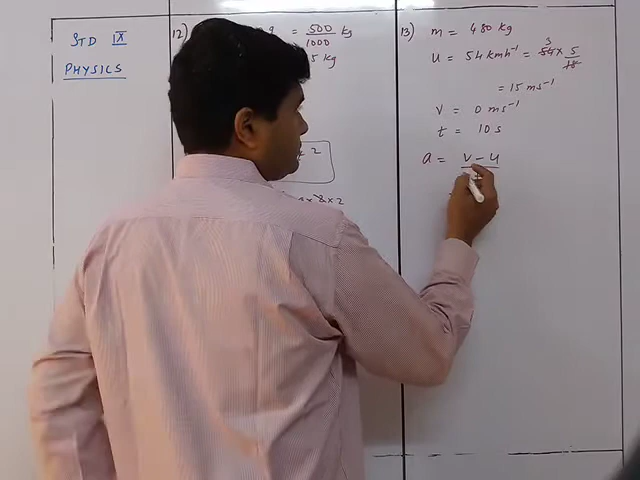 STD IX
PHYSICS
12)
= 500/1000 kg
5 kg
2
× 2 × 2
13) m = 480 kg
u = 54 kmh⁻¹ = 54 × 5/18
3
= 15 ms⁻¹
v = 0 ms⁻¹
t = 10 s
a = v - u